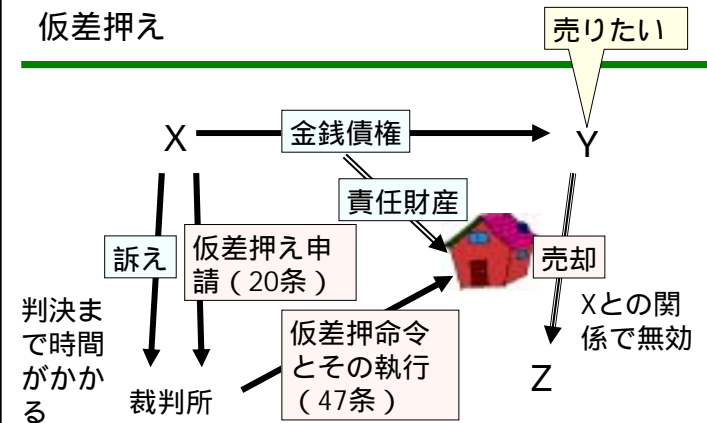 仮差押え
売りたい
X
金銭債権
Y
責任財産
訴え
仮差押え申
請（20条）
売却
判決ま
で時間
がかか
る
仮差押命令
とその執行
（47条）
Xとの関
係で無効
裁判所
Z